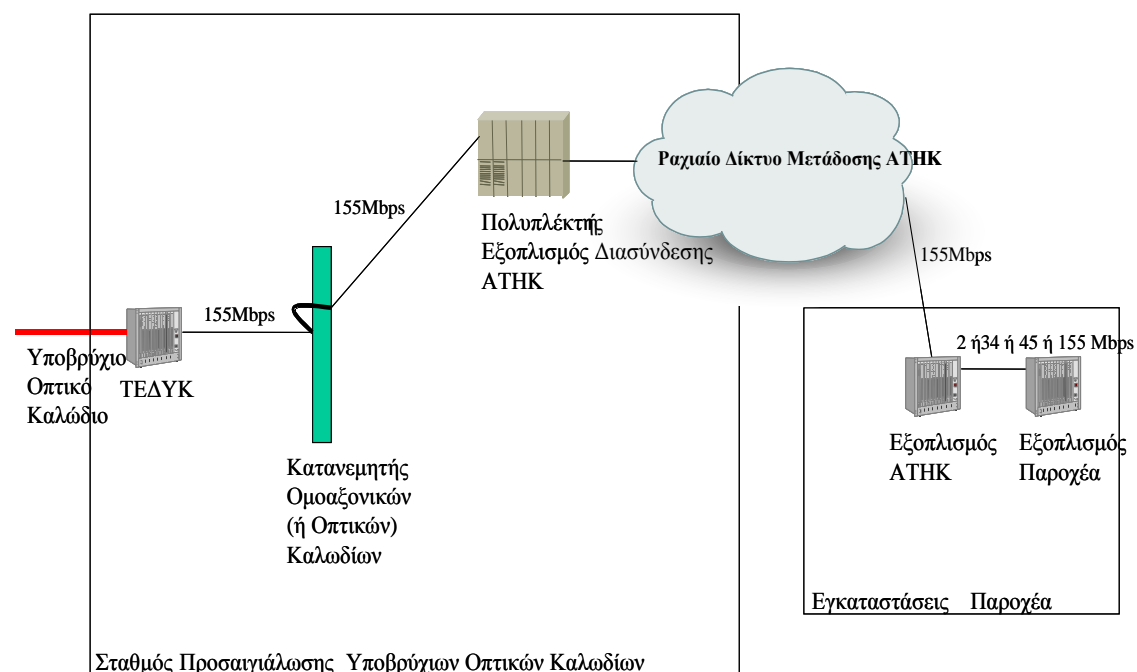 Ραχιαίο Δίκτυο Μετάδοσης ΑΤΗΚ
155Mbps
Πολυπλέκτής
Εξοπλισμός Διασύνδεσης
ΑΤΗΚ
155Mbps
155Mbps
Υποβρύχιο
Οπτικό
Καλώδιο
ΤΕΔΥΚ
2 ή34 ή 45 ή 155 Mbps
Εξοπλισμός
ΑΤΗΚ
Εξοπλισμός
Παροχέα
Κατανεμητής
Ομοαξονικών
(ή Οπτικών)
Καλωδίων
Εγκαταστάσεις Παροχέα
Σταθμός Προσαιγιάλωσης Υποβρύχιων Οπτικών Καλωδίων